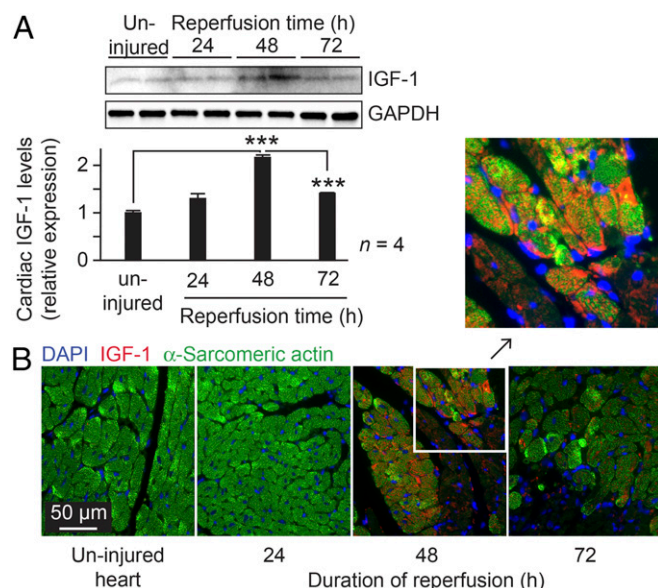 A
Un-
injured
Reperfusion time (h)
24 48 72
IGF-1
GAPDH
Cardiac IGF-1 levels
(relative expression)
2
1
0
***
***
n = 4
un-
injured
24 48 72
Reperfusion time (h)
B
DAPI IGF-1 α-Sarcomeric actin
50 µm
Un-injured
heart
24 48 72
Duration of reperfusion (h)